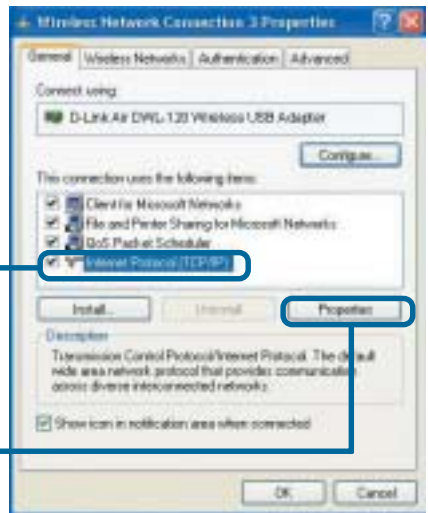 Wireless Network Connection 3 Properties
General Wireless Networks Authentication Advanced
Connect using:
D-Link Air DWL-120 Wireless USB Adapter
Configure...
This connection uses the following items:
Client for Microsoft Networks
File and Printer Sharing for Microsoft Networks
QoS Packet Scheduler
Internet Protocol (TCP/IP)
Install... Uninstall Properties
Description
Transmission Control Protocol/Internet Protocol. The default
wide area network protocol that provides communication
across diverse interconnected networks.
Show icon in notification area when connected
OK Cancel